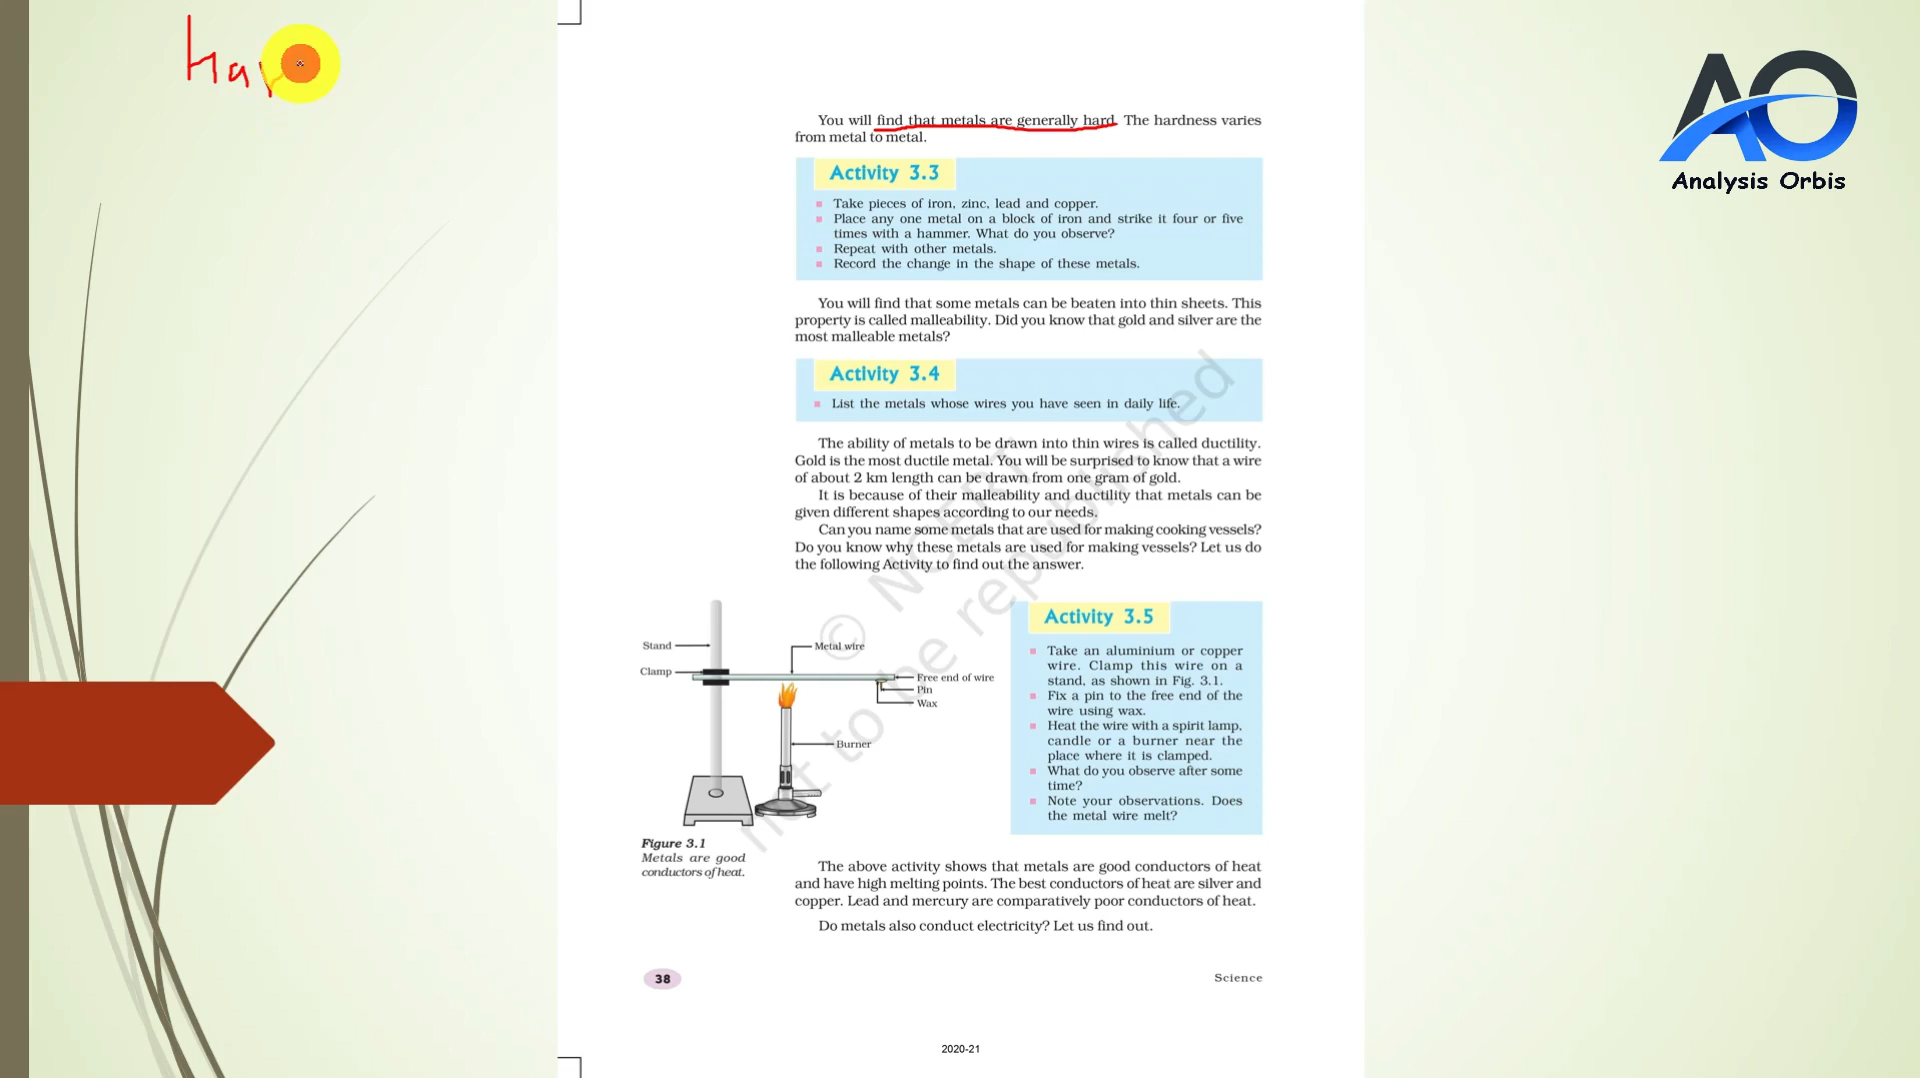 Ha
You will find that metals are generally hard. The hardness varies
from metal to metal.
Activity 3.3
Take pieces of iron, zinc, lead and copper.
Place any one metal on a block of iron and strike it four or five
times with a hammer. What do you observe?
Repeat with other metals.
Record the change in the shape of these metals.
You will find that some metals can be beaten into thin sheets. This
property is called malleability. Did you know that gold and silver are the
most malleable metals?
Activity 3.4
List the metals whose wires you have seen in daily life.
The ability of metals to be drawn into thin wires is called ductility.
Gold is the most ductile metal. You will be surprised to know that a wire
of about 2 km length can be drawn from one gram of gold.
It is because of their malleability and ductility that metals can be
given different shapes according to our needs.
Can you name some metals that are used for making cooking vessels?
Do you know why these metals are used for making vessels? Let us do
the following Activity to find out the answer.
Stand
Clamp
Metal wire
Free end of wire
Pin
Wax
Burner
Figure 3.1
Metals are good
conductors of heat.
Activity 3.5
Take an aluminium or copper
wire. Clamp this wire on a
stand, as shown in Fig. 3.1.
Fix a pin to the free end of the
wire using wax.
Heat the wire with a spirit lamp,
candle or a burner near the
place where it is clamped.
What do you observe after some
time?
Note your observations. Does
the metal wire melt?
The above activity shows that metals are good conductors of heat
and have high melting points. The best conductors of heat are silver and
copper. Lead and mercury are comparatively poor conductors of heat.
Do metals also conduct electricity? Let us find out.
38
Science
2020-21
© NCERT
not to be republished
AO
Analysis Orbis